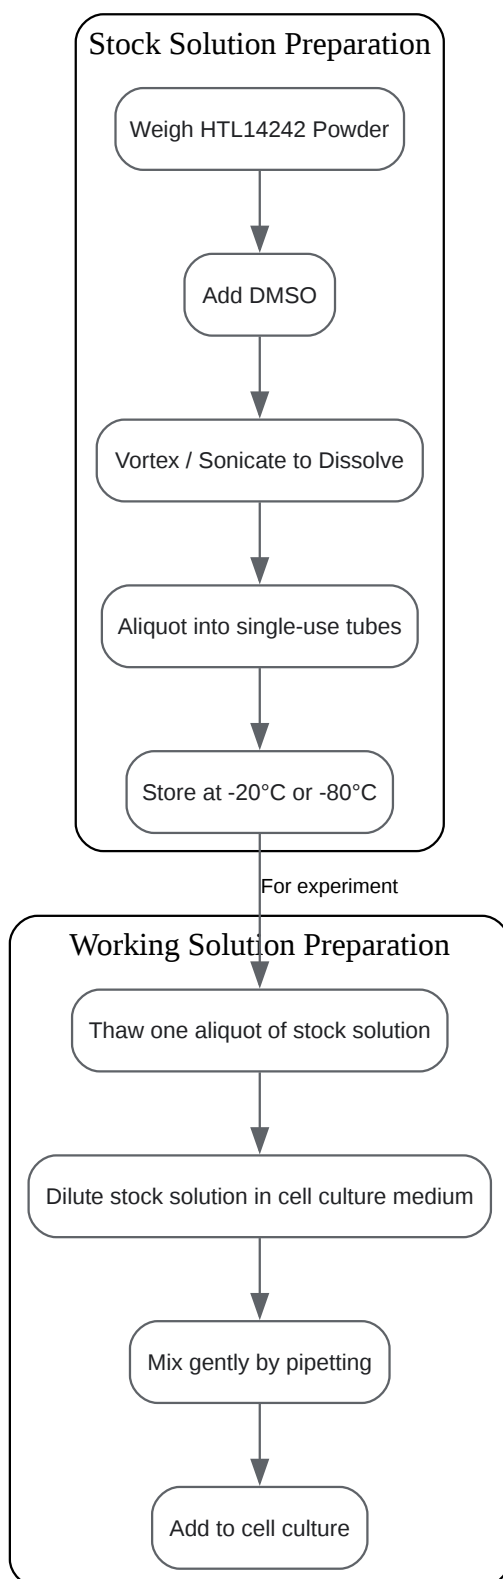 Stock Solution Preparation
Weigh HTL14242 Powder
Add DMSO
Vortex / Sonicate to Dissolve
Aliquot into single-use tubes
Store at -20°C or -80°C
For experiment
Working Solution Preparation
Thaw one aliquot of stock solution
Dilute stock solution in cell culture medium
Mix gently by pipetting
Add to cell culture